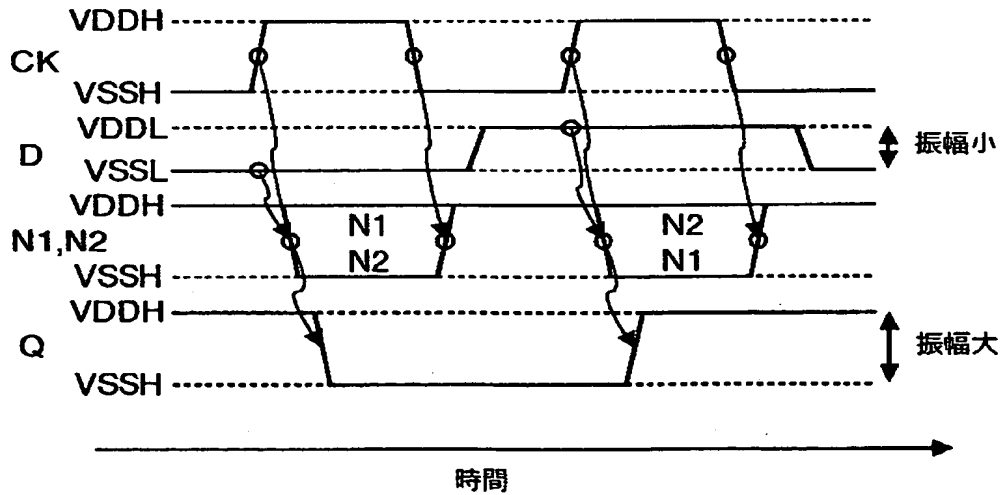 VDDH
CK
VSSH
VDDL
D
振幅小
VSSL
VDDH
N1
N2
N1,N2
N2
N1
VSSH
VDDH
Q
振幅大
VSSH
時間